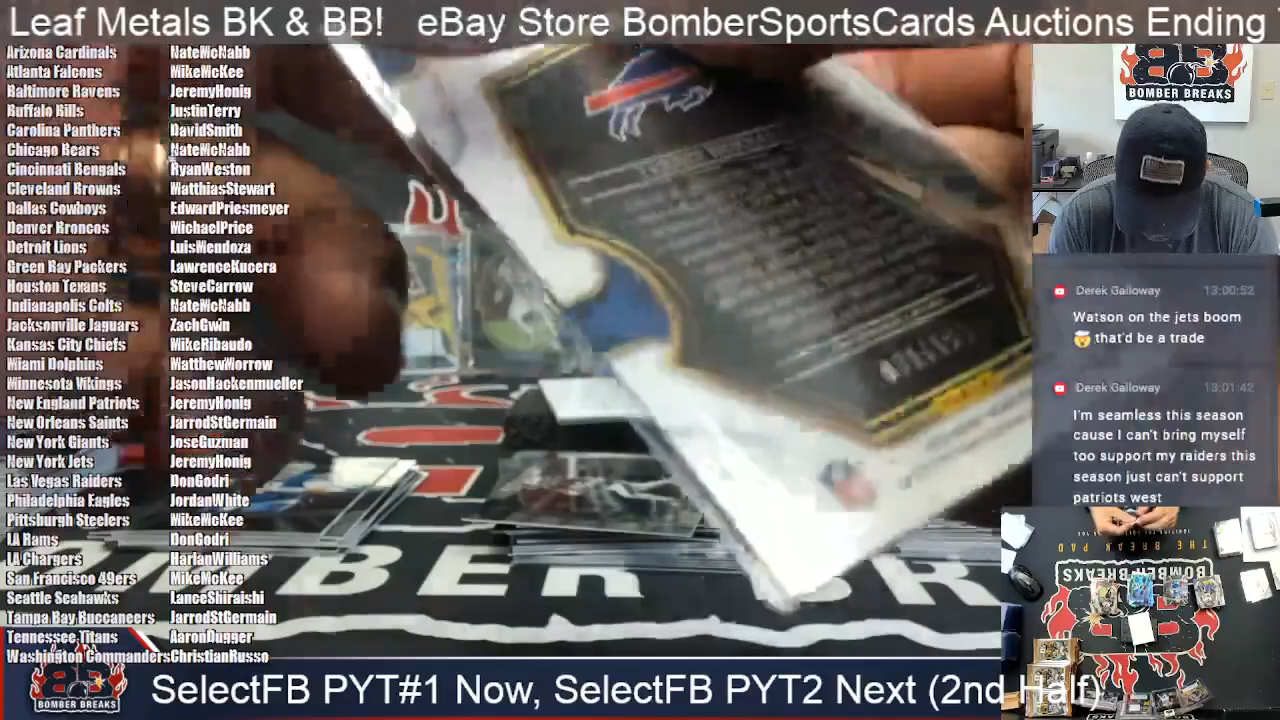 Leaf Metals BK & BB! eBay Store BomberSportsCards Auctions Ending
Arizona Cardinals NateMcNabb
Atlanta Falcons MikeMcKee
Baltimore Ravens JeremyHonig
Buffalo Bills JustinTerry
Carolina Panthers DavidSmith
Chicago Bears NateMcNabb
Cincinnati Bengals RyanWeston
Cleveland Browns MatthiasStewart
Dallas Cowboys EdwardPriesmeyer
Denver Broncos MichaelPrice
Detroit Lions LuisMendoza
Green Bay Packers LawrenceKucera
Houston Texans SteveCarrow
Indianapolis Colts NateMcNabb
Jacksonville Jaguars ZachGwin
Kansas City Chiefs MikeRibaudo
Miami Dolphins MatthewMorrow
Minnesota Vikings JasonHackenmueller
New England Patriots JeremyHonig
New Orleans Saints JarrodStGermain
New York Giants JoseGuzman
New York Jets JeremyHonig
Las Vegas Raiders DonGodri
Philadelphia Eagles JordanWhite
Pittsburgh Steelers MikeMcKee
LA Rams DonGodri
LA Chargers HarlanWilliams
San Francisco 49ers MikeMcKee
Seattle Seahawks LanceShiraishi
Tampa Bay Buccaneers JarrodStGermain
Tennessee Titans AaronDugger
Washington CommandersChristianRusso
BOMBER BREAKS
Derek Galloway 13:00:52
Watson on the jets boom
🤯 that'd be a trade
Derek Galloway 13:01:42
I'm seamless this season
cause I can't bring myself
too support my raiders this
season just can't support
patriots west
THE BREAK PAD
BOMBER BREAKS
BOMBER BR
BOMBER BREAKS
SelectFB PYT#1 Now, SelectFB PYT2 Next (2nd Half)